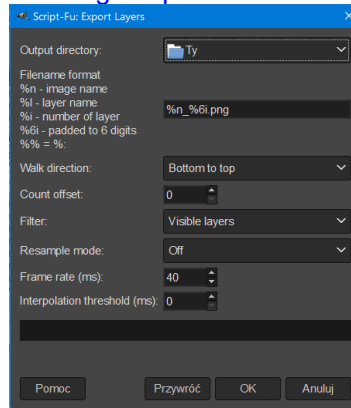 Script-Fu: Export Layers
Output directory:
Ty
Filename format
%n - image name
%l - layer name
%i - number of layer
%6i - padded to 6 digits
%% = %:
%n_%6i.png
Walk direction:
Bottom to top
Count offset:
0
Filter:
Visible layers
Resample mode:
Off
Frame rate (ms):
40
Interpolation threshold (ms):
0
Pomoc
Przywróć
OK
Anuluj